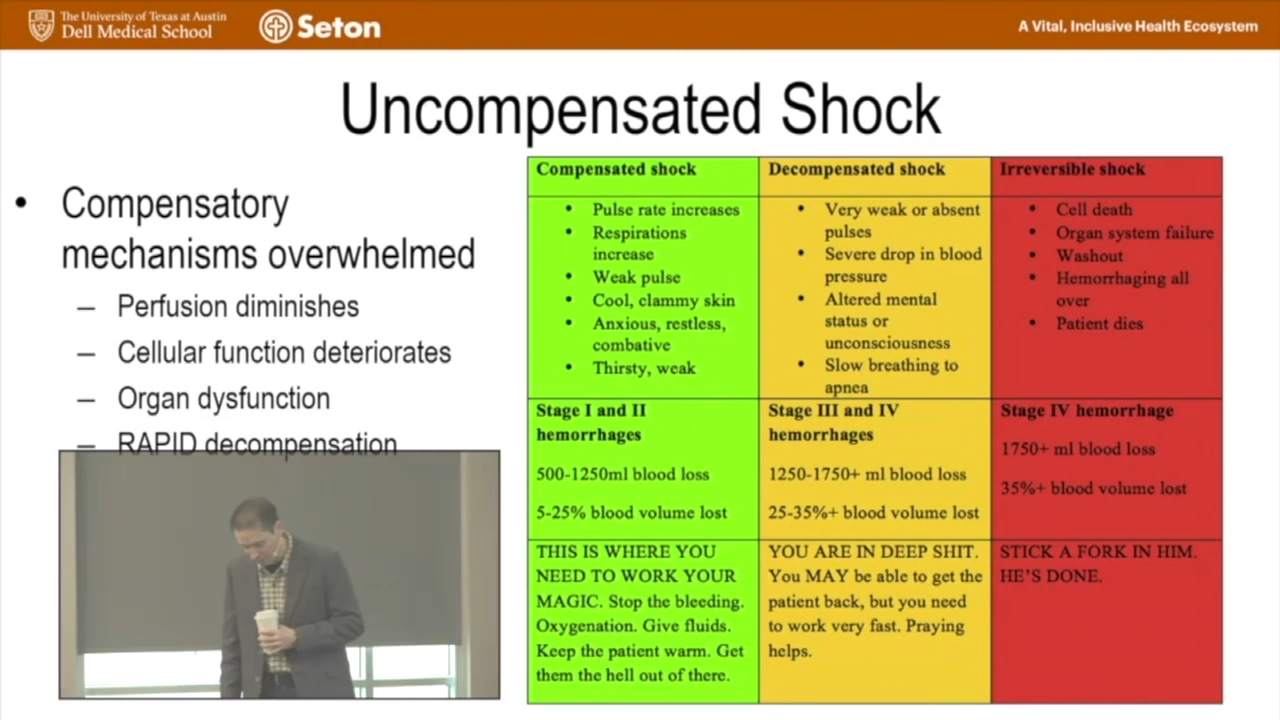 The University of Texas at Austin
Dell Medical School
Seton
A Vital, Inclusive Health Ecosystem
Uncompensated Shock
• Compensatory
mechanisms overwhelmed
– Perfusion diminishes
– Cellular function deteriorates
– Organ dysfunction
– RAPID decompensation
Compensated shock
• Pulse rate increases
• Respirations
increase
• Weak pulse
• Cool, clammy skin
• Anxious, restless,
combative
• Thirsty, weak
Stage I and II
hemorrhages
500-1250ml blood loss
5-25% blood volume lost
THIS IS WHERE YOU
NEED TO WORK YOUR
MAGIC. Stop the bleeding.
Oxygenation. Give fluids.
Keep the patient warm. Get
them the hell out of there.
Decompensated shock
• Very weak or absent
pulses
• Severe drop in blood
pressure
• Altered mental
status or
unconsciousness
• Slow breathing to
apnea
Stage III and IV
hemorrhages
1250-1750+ ml blood loss
25-35%+ blood volume lost
YOU ARE IN DEEP SHIT.
You MAY be able to get the
patient back, but you need
to work very fast. Praying
helps.
Irreversible shock
• Cell death
• Organ system failure
• Washout
• Hemorrhaging all
over
• Patient dies
Stage IV hemorrhage
1750+ ml blood loss
35%+ blood volume lost
STICK A FORK IN HIM.
HE'S DONE.